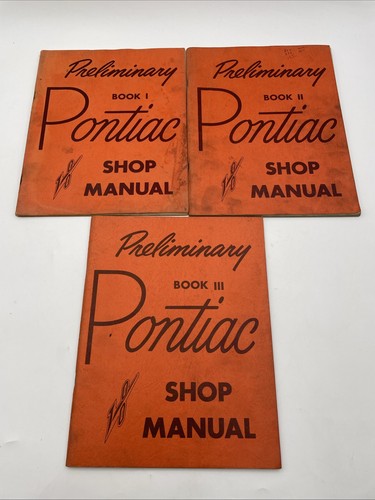 Preliminary
BOOK I
Pontiac
SHOP
MANUAL
Preliminary
BOOK II
Pontiac
SHOP
MANUAL
Preliminary
BOOK III
Pontiac
SHOP
MANUAL